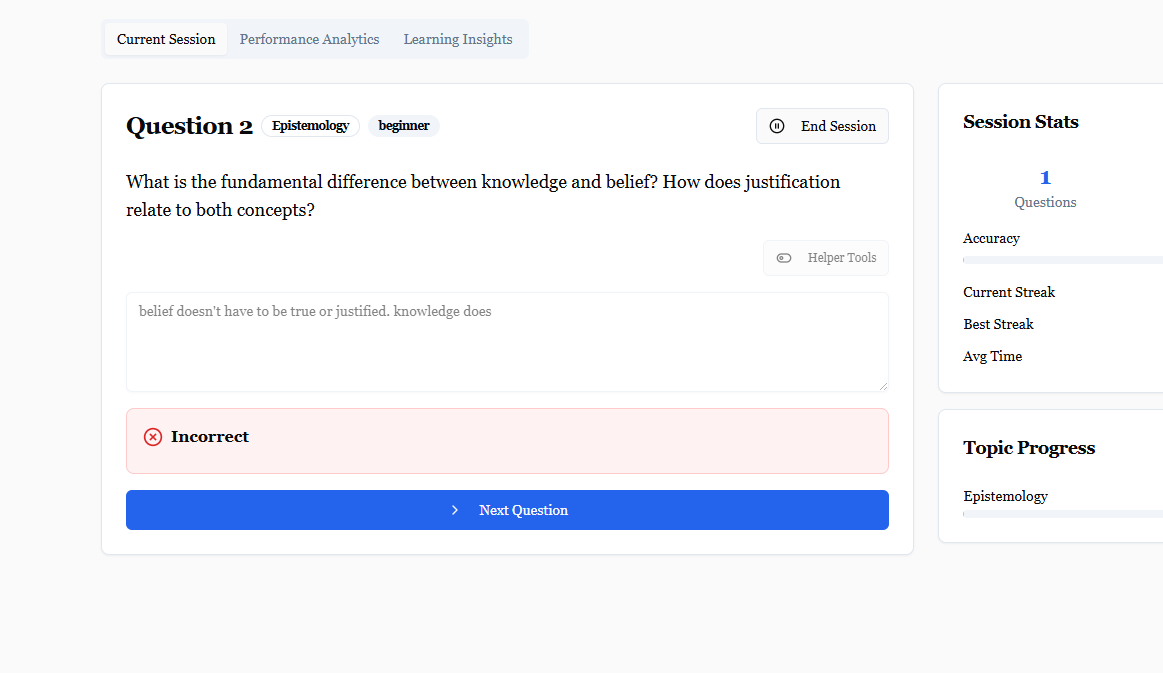 Current Session Performance Analytics Learning Insights
Question 2 Epistemology beginner
End Session
What is the fundamental difference between knowledge and belief? How does justification
relate to both concepts?
Helper Tools
belief doesn't have to be true or justified. knowledge does
Incorrect
Next Question
Session Stats
1
Questions
Accuracy
Current Streak
Best Streak
Avg Time
Topic Progress
Epistemology